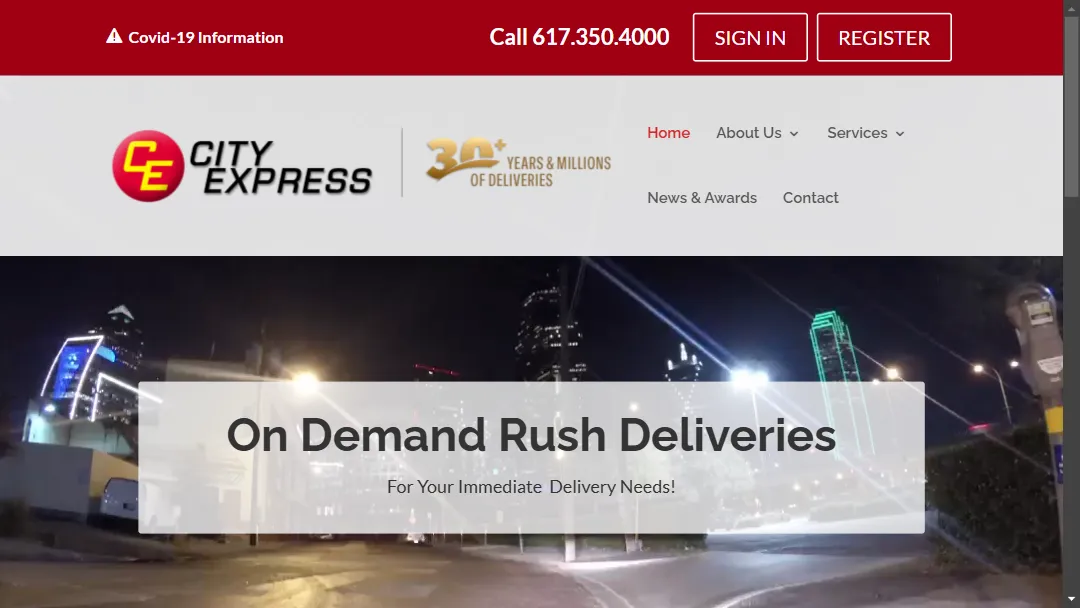 Covid-19 Information
Call 617.350.4000
SIGN IN
REGISTER
CE CITY EXPRESS
30+ YEARS & MILLIONS
OF DELIVERIES
Home
About Us
Services
News & Awards
Contact
On Demand Rush Deliveries
For Your Immediate Delivery Needs!